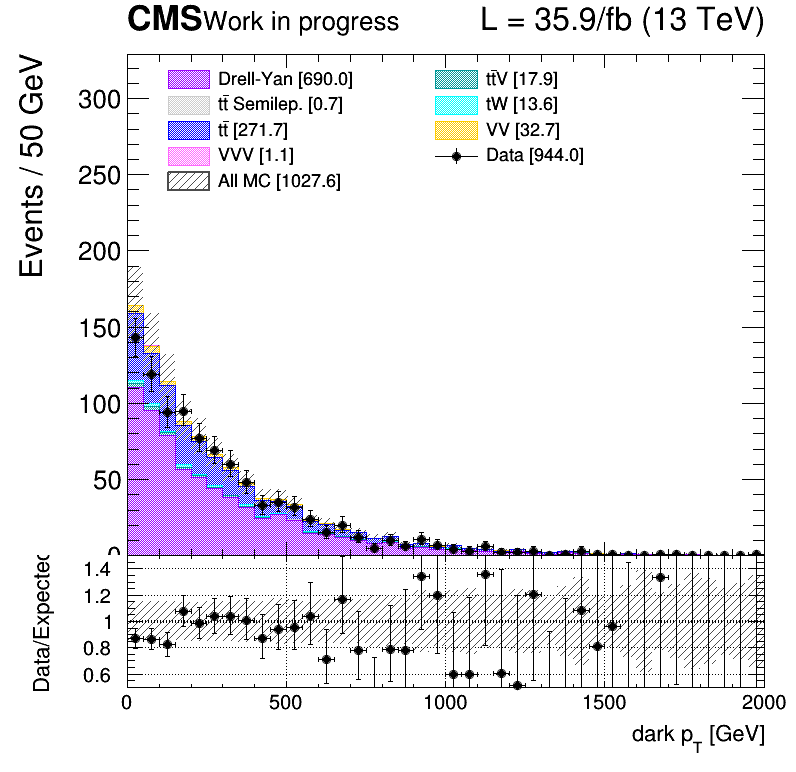 CMS Work in progress L = 35.9/fb (13 TeV)
Events / 50 GeV
Drell-Yan [690.0]
tt̄ Semilep. [0.7]
tt̄ [271.7]
VVV [1.1]
All MC [1027.6]
tt̄V [17.9]
tW [13.6]
VV [32.7]
Data [944.0]
300
250
200
150
100
50
0
Data/Expected
1.4
1.2
1
0.8
0.6
0 500 1000 1500 2000
dark p_T [GeV]